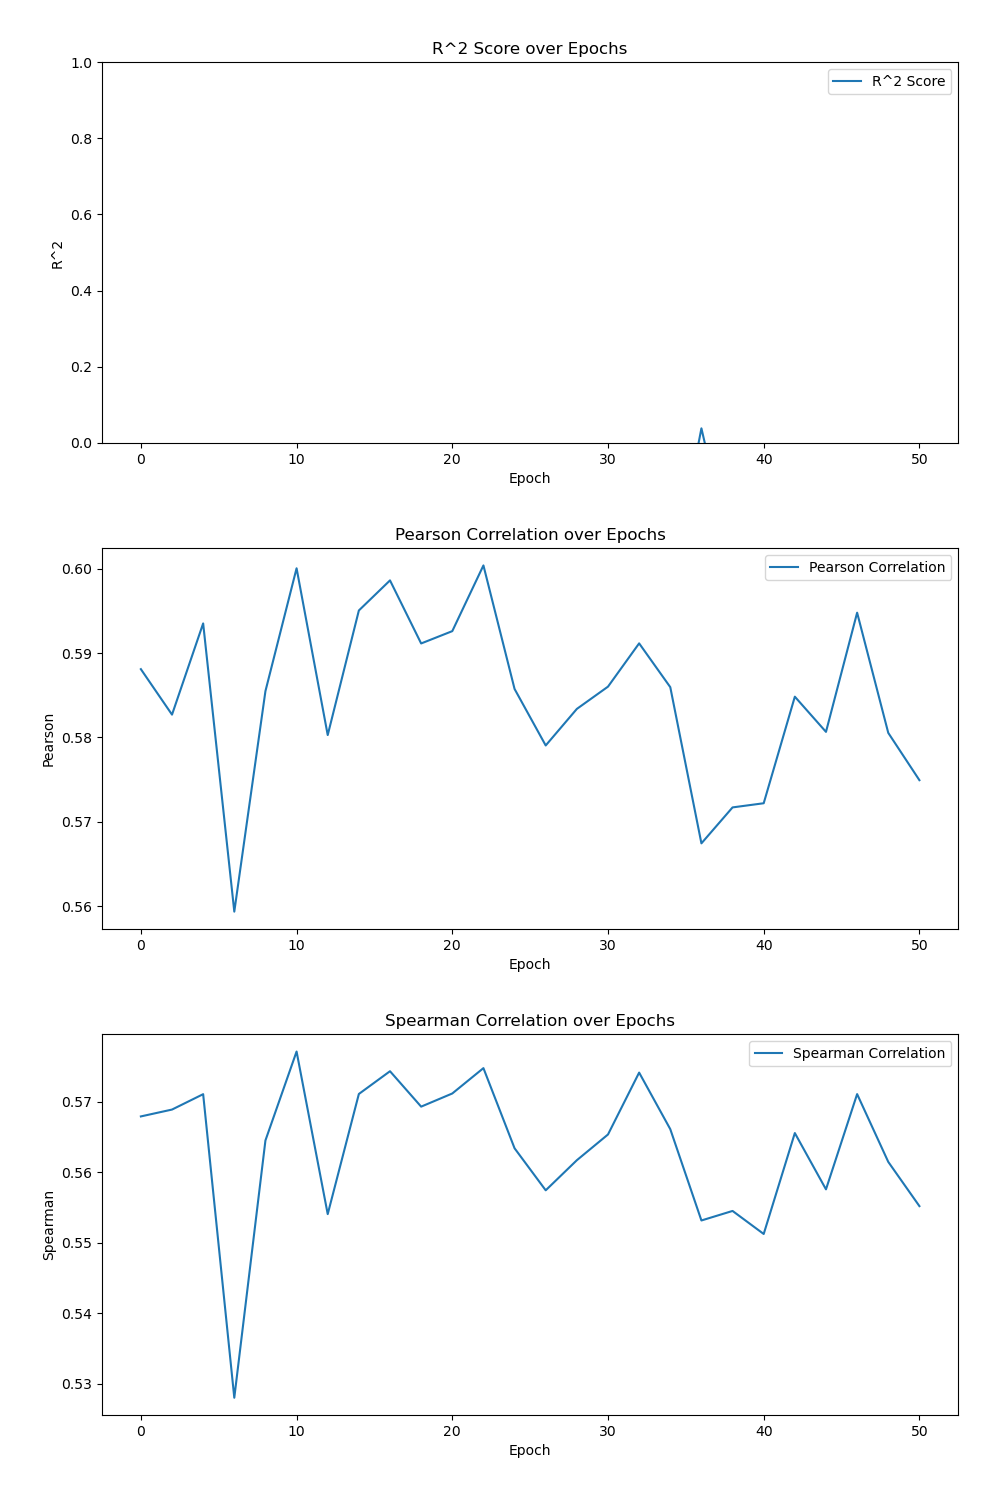 R^2 Score over Epochs
R^2 Score
1.0
0.8
0.6
0.4
0.2
0.0
R^2
0 10 20 30 40 50
Epoch
Pearson Correlation over Epochs
Pearson Correlation
0.60
0.59
0.58
0.57
0.56
Pearson
0 10 20 30 40 50
Epoch
Spearman Correlation over Epochs
Spearman Correlation
0.57
0.56
0.55
0.54
0.53
Spearman
0 10 20 30 40 50
Epoch